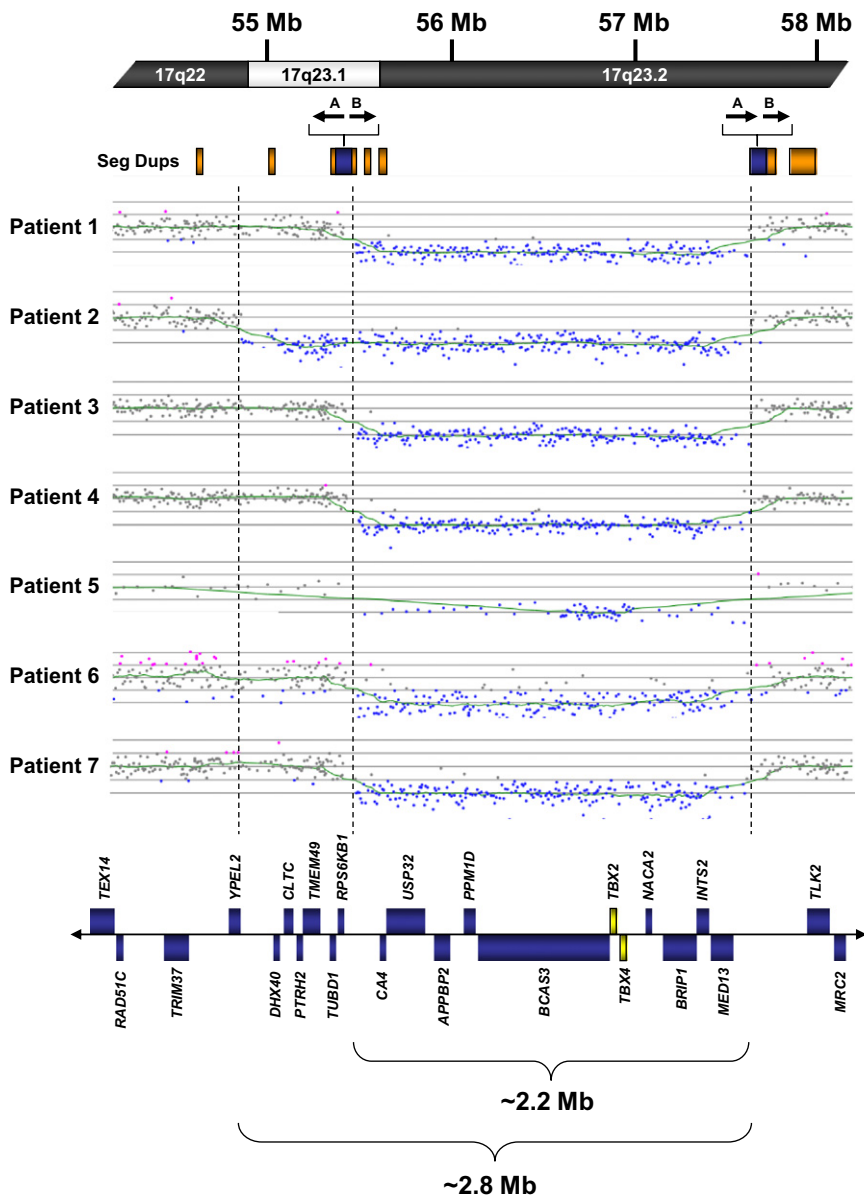 55 Mb 56 Mb 57 Mb 58 Mb
17q22 17q23.1 17q23.2
A B A B
Seg Dups
Patient 1
Patient 2
Patient 3
Patient 4
Patient 5
Patient 6
Patient 7
TEX14 YPEL2 CLTC TMEM49 RPS6KB1 USP32 PPM1D TBX2 NACA2 INTS2 TLK2
RAD51C TRIM37 DHX40 PTRH2 TUBD1 CA4 APPBP2 BCAS3 TBX4 BRIP1 MED13 MRC2
~2.2 Mb
~2.8 Mb